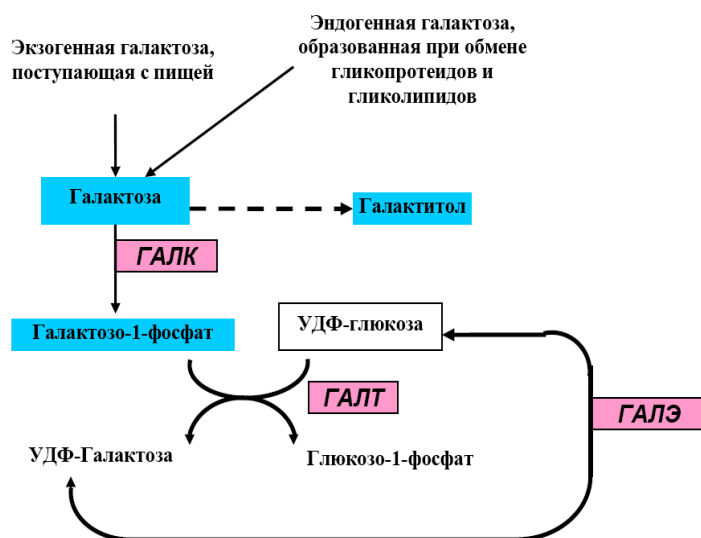 Экзогенная галактоза,
поступающая с пищей
Эндогенная галактоза,
образованная при обмене
гликопротеидов и
гликолипидов
Галактоза
Галактитол
ГАЛК
Галактозо-1-фосфат
УДФ-глюкоза
ГАЛТ
ГАЛЭ
УДФ-Галактоза
Глюкозо-1-фосфат